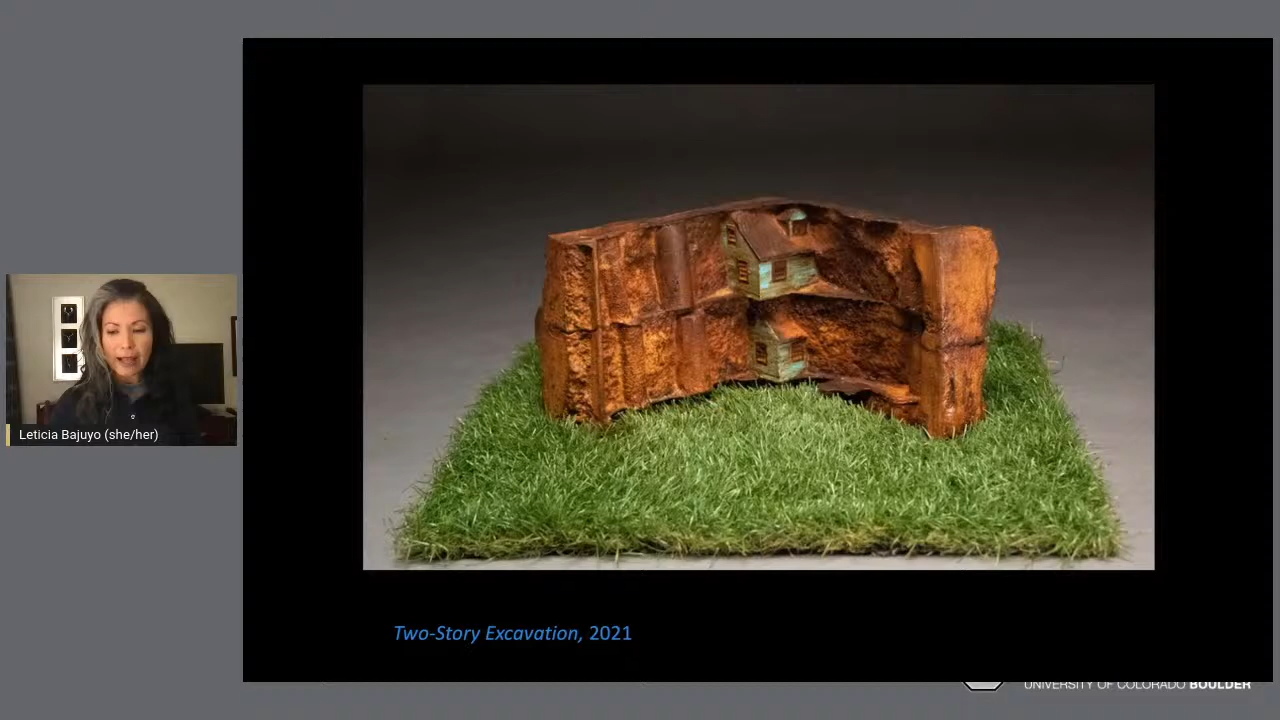 Leticia Bajuyo (she/her)
Two-Story Excavation, 2021
UNIVERSITY OF COLORADO BOULDER